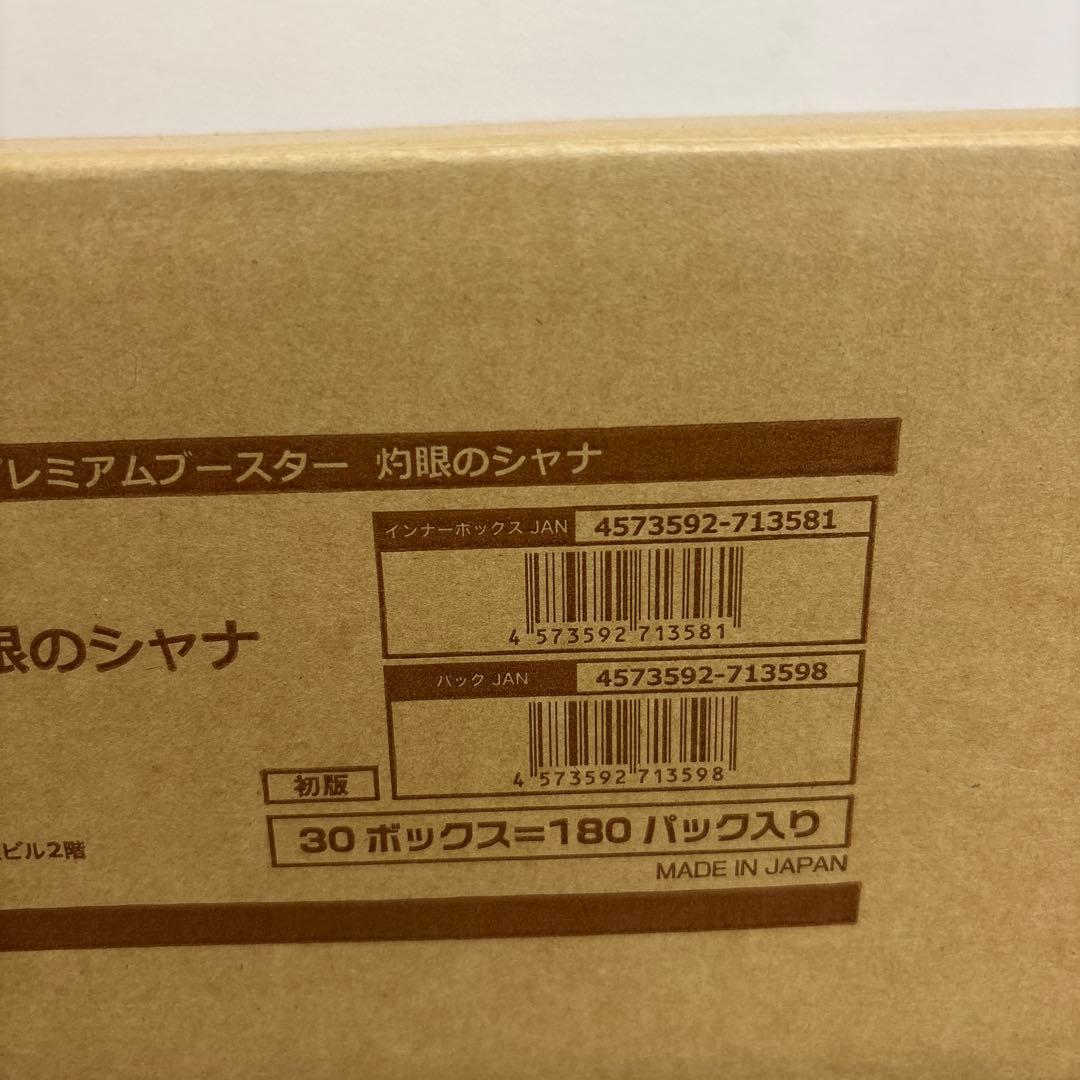 プレミアムブースター 灼眼のシャナ
インナーボックス JAN 4573592-713581
4 573592 713581
眼のシャナ
パック JAN 4573592-713598
4 573592 713598
初版
30 ボックス=180 パック入り
ビル2階
MADE IN JAPAN